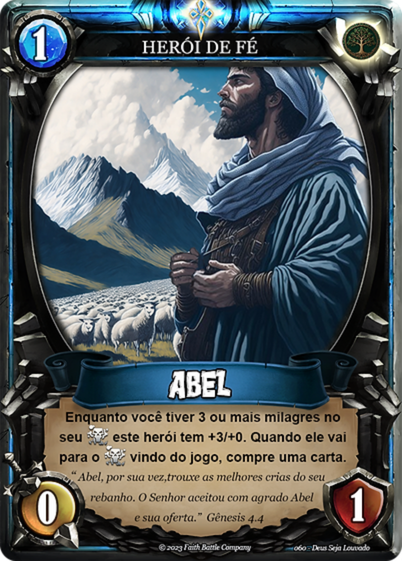 1
HERÓI DE FÉ
ABEL
Enquanto você tiver 3 ou mais milagres no
seu este herói tem +3/+0. Quando ele vai
para o vindo do jogo, compre uma carta.
“Abel, por sua vez,trouxe as melhores crias do seu
rebanho. O Senhor aceitou com agrado Abel
e sua oferta.” Gênesis 4.4
0
1
© 2023 Faith Battle Company
060 - Deus Seja Louvado